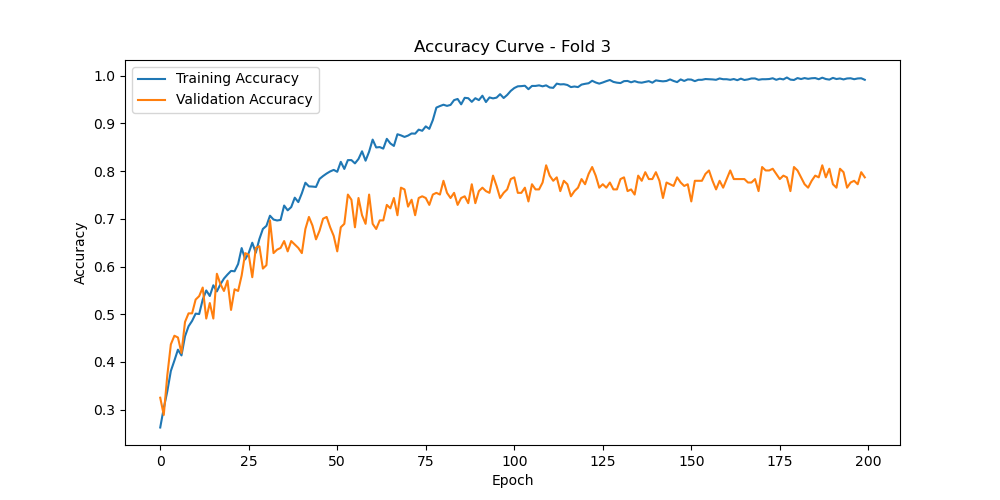 Accuracy Curve - Fold 3
Training Accuracy
Validation Accuracy
1.0
0.9
0.8
0.7
0.6
0.5
0.4
0.3
Accuracy
0 25 50 75 100 125 150 175 200
Epoch